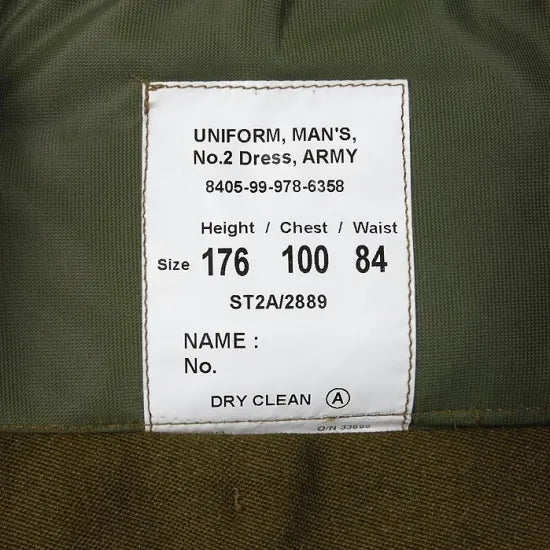 UNIFORM, MAN'S,
No.2 Dress, ARMY
8405-99-978-6358
Height / Chest / Waist
Size 176 100 84
ST2A/2889
NAME :
No.
DRY CLEAN A
O/N